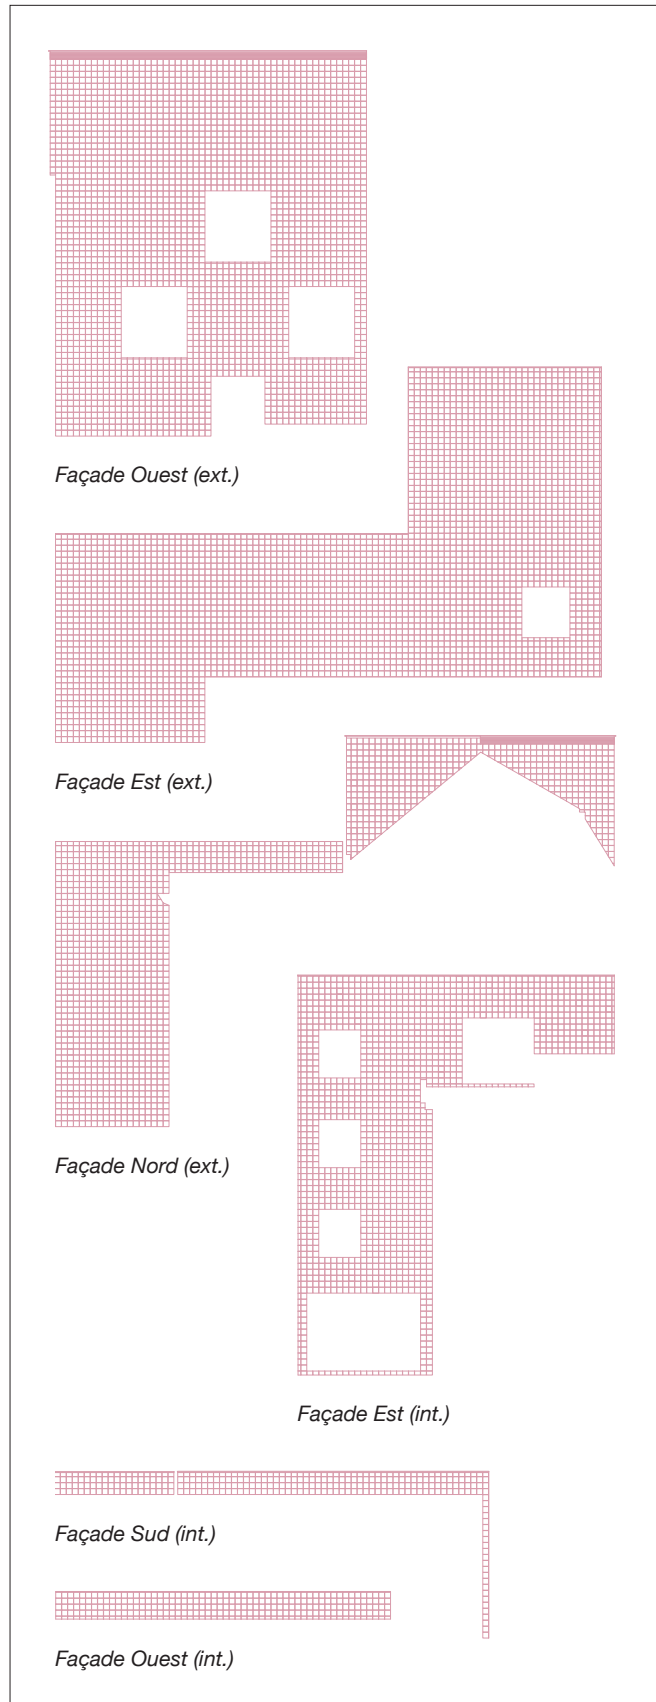 Façade Ouest (ext.)
Façade Est (ext.)
Façade Nord (ext.)
Façade Est (int.)
Façade Sud (int.)
Façade Ouest (int.)